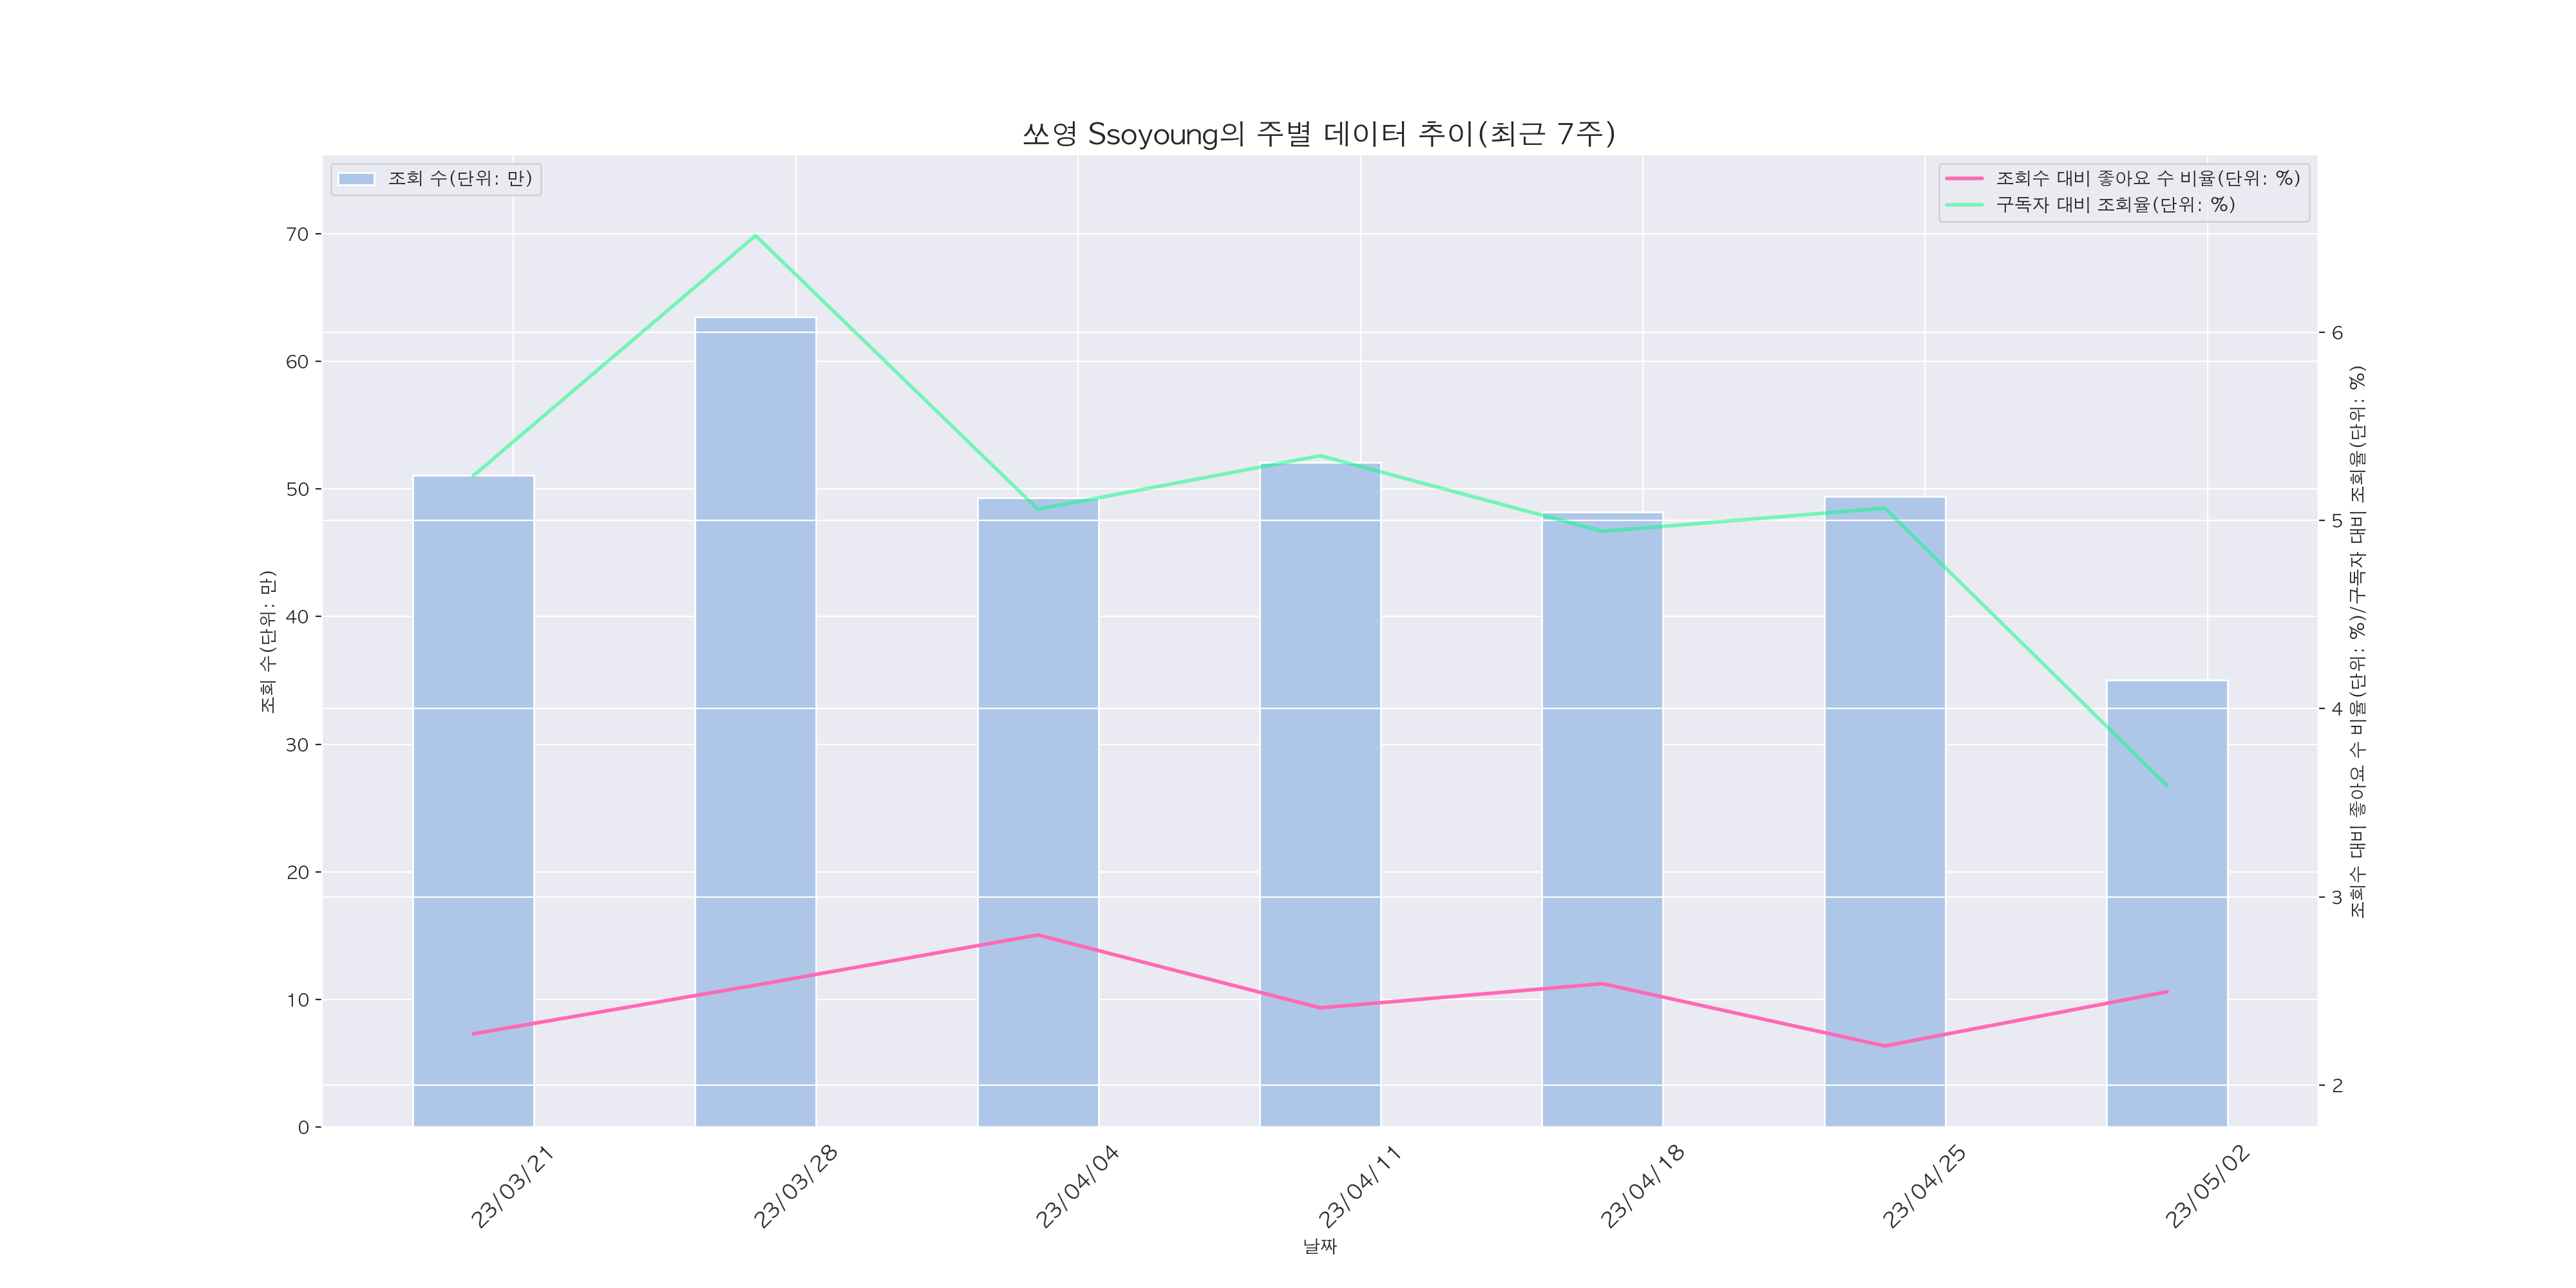 쏘영 Ssoyoung의 주별 데이터 추이(최근 7주)
조회 수(단위: 만)
조회수 대비 좋아요 수 비율(단위: %)
구독자 대비 조회율(단위: %)
70
60
50
40
30
20
10
0
조회 수(단위: 만)
6
5
4
3
2
조회수 대비 좋아요 수 비율(단위: %)/구독자 대비 조회율(단위: %)
23/03/21
23/03/28
23/04/04
23/04/11
23/04/18
23/04/25
23/05/02
날짜